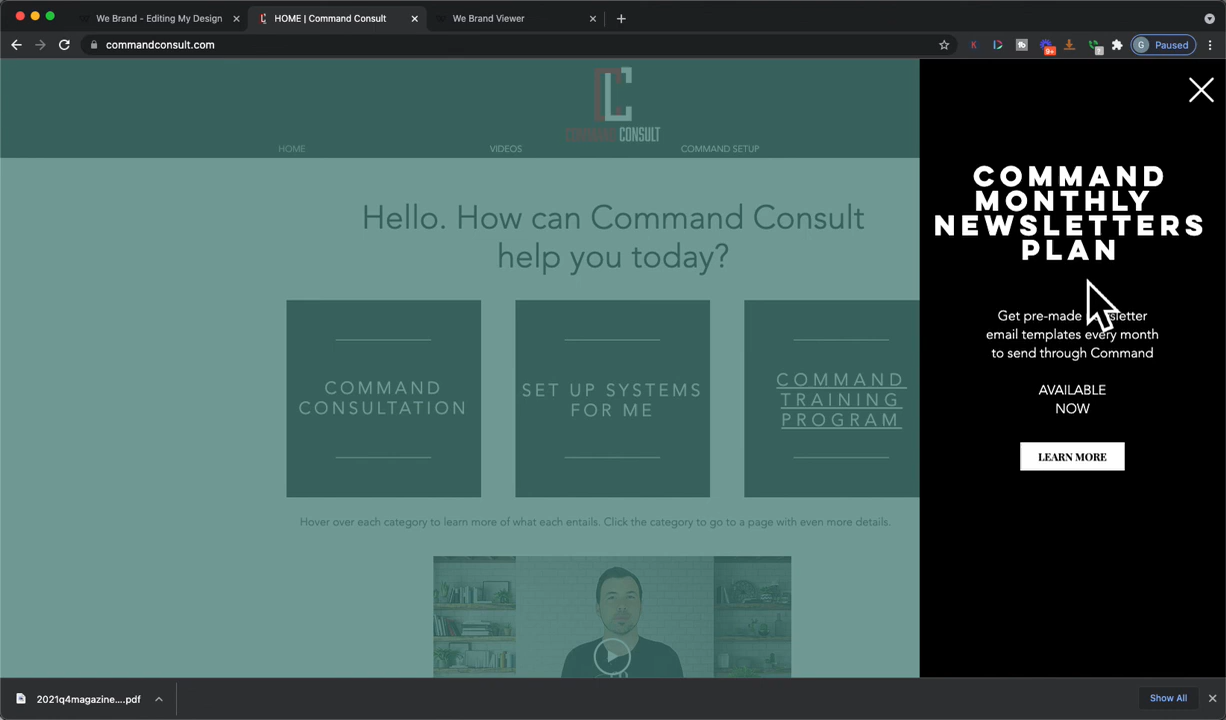 We Brand - Editing My Design
HOME | Command Consult
We Brand Viewer
commandconsult.com
9+
7
G Paused
COMMAND CONSULT
HOME
VIDEOS
COMMAND SETUP
Hello. How can Command Consult
help you today?
COMMAND
CONSULTATION
SET UP SYSTEMS
FOR ME
COMMAND
TRAINING
PROGRAM
Hover over each category to learn more of what each entails. Click the category to go to a page with even more details.
COMMAND
MONTHLY
NEWSLETTERS
PLAN
Get pre-made
email templates every month
to send through Command
AVAILABLE
NOW
LEARN MORE
2021q4magazine....pdf
Show All